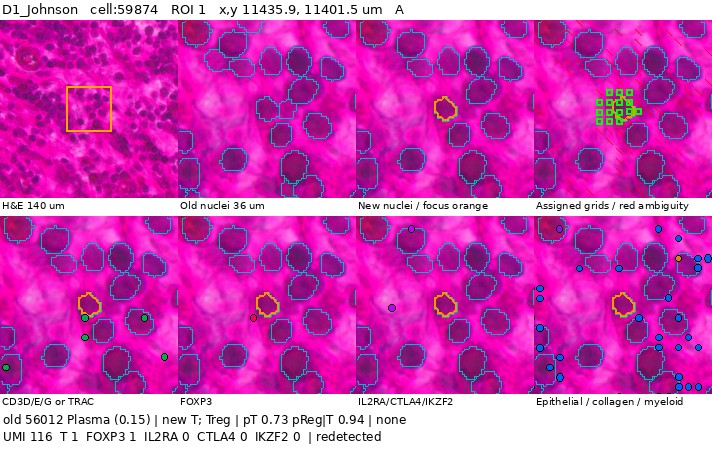 D1_Johnson cell:59874 ROI 1 x,y 11435.9, 11401.5 um A
H&E 140 um
Old nuclei 36 um
New nuclei / focus orange
Assigned grids / red ambiguity
CD3D/E/G or TRAC
FOXP3
IL2RA/CTLA4/IKZF2
Epithelial / collagen / myeloid
old 56012 Plasma (0.15) | new T; Treg | pT 0.73 pReg|T 0.94 | none
UMI 116 T 1 FOXP3 1 IL2RA 0 CTLA4 0 IKZF2 0 | redetected